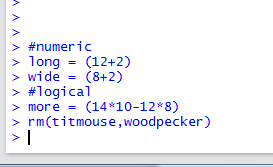 >
>
> #numeric
> long = (12+2)
> wide = (8+2)
> #logical
> more = (14*10-12*8)
> rm(titmouse,woodpecker)
>